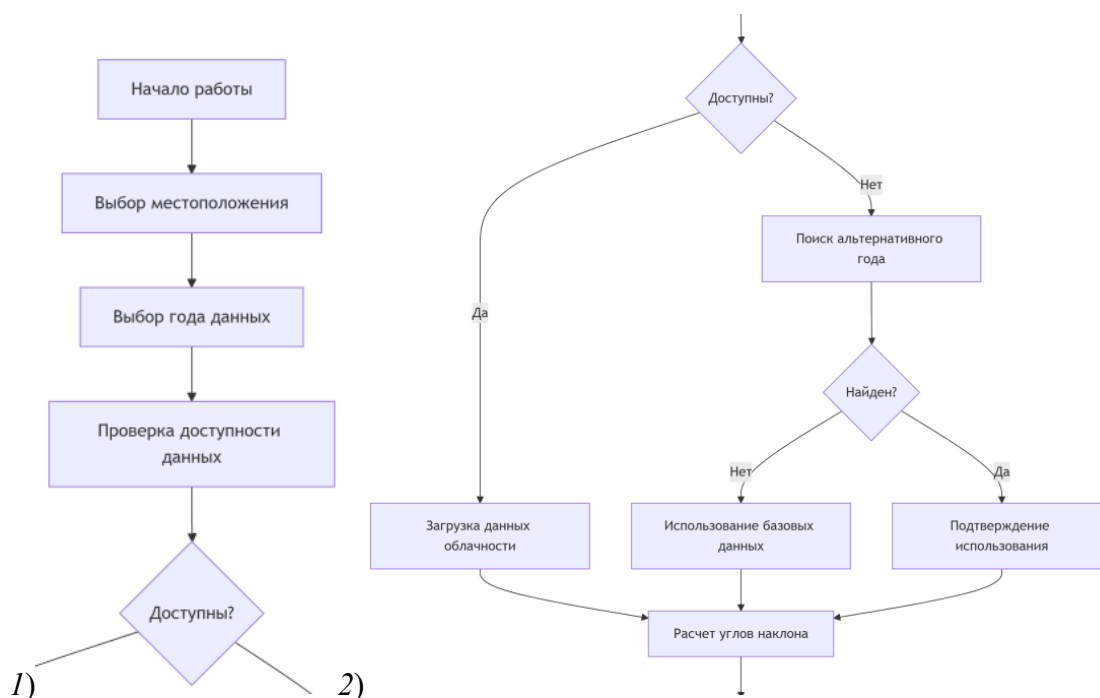 Начало работы
Выбор местоположения
Выбор года данных
Проверка доступности
данных
Доступны?
1)
Доступны?
Нет
Поиск альтернативного
года
Да
Найден?
Нет
Да
Загрузка данных
облачности
Использование базовых
данных
Подтверждение
использования
Расчет углов наклона
2)